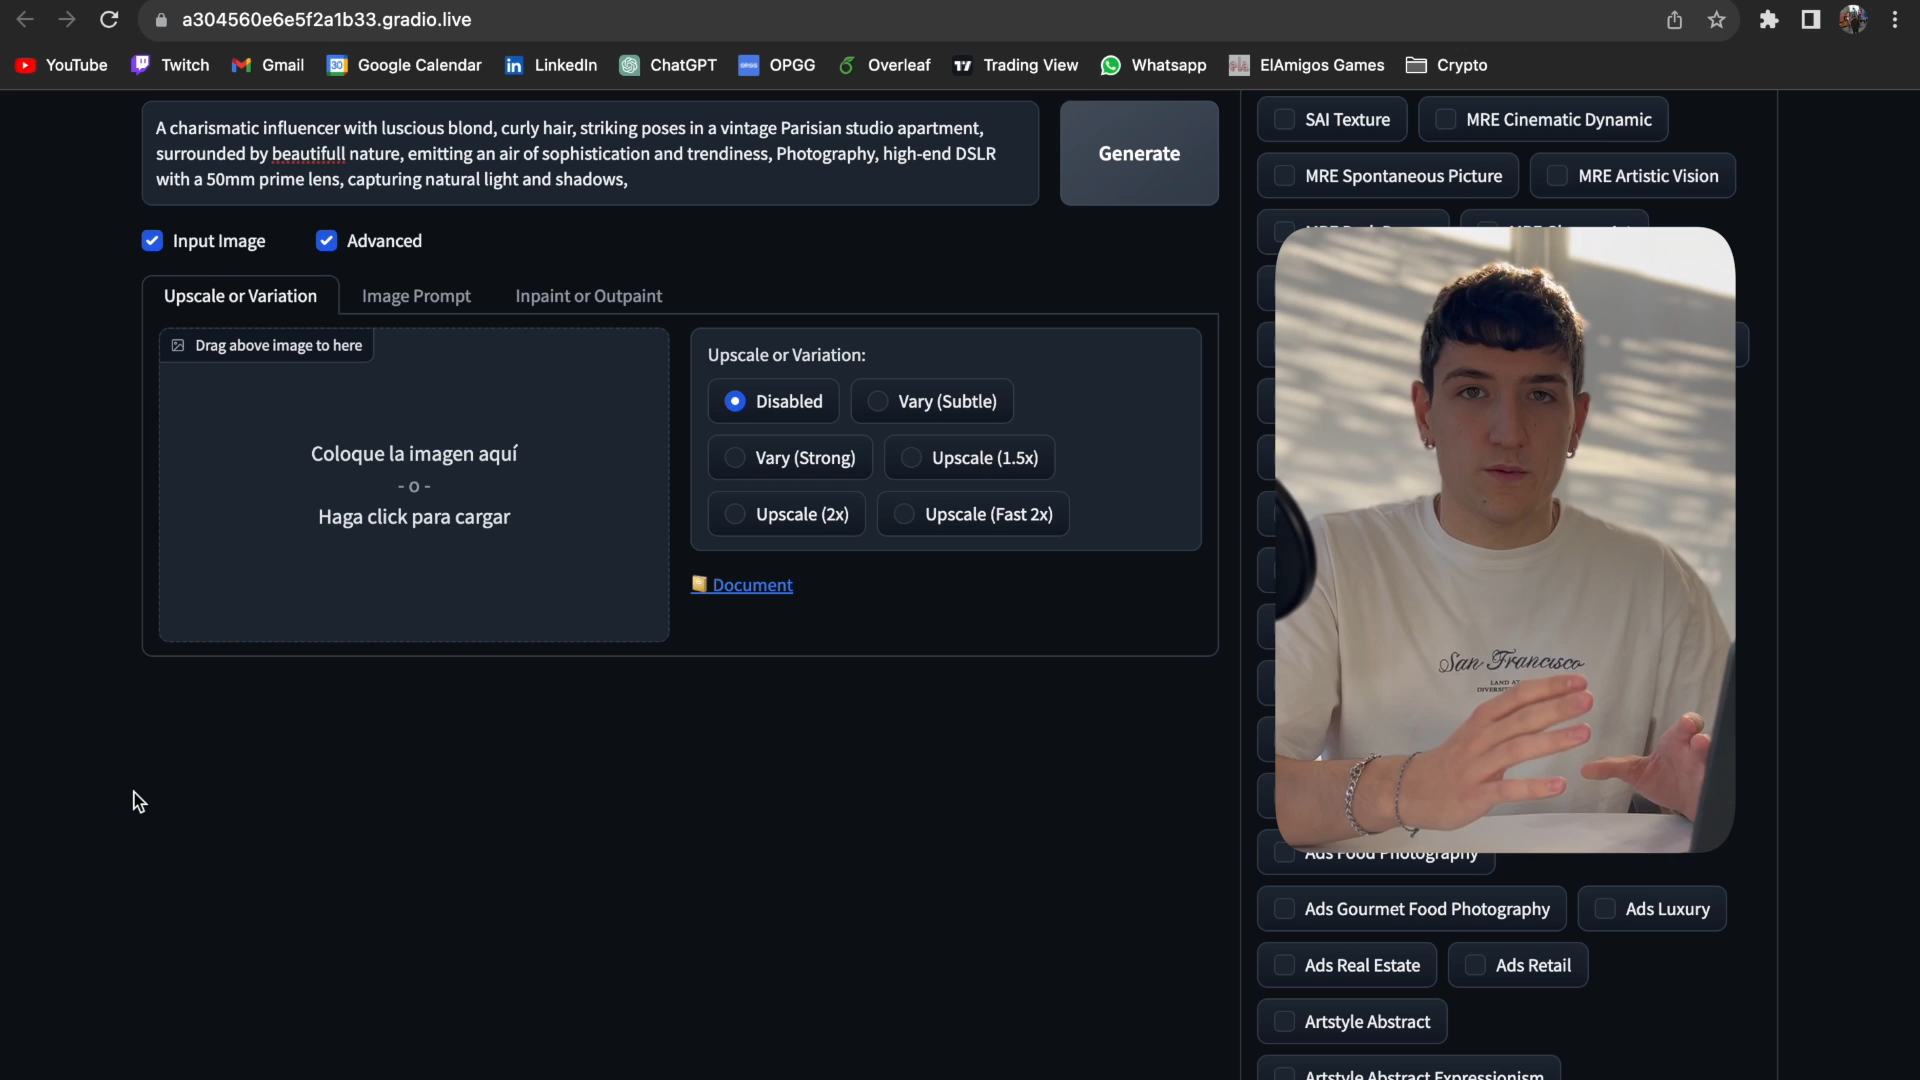 a304560e6e5f2a1b33.gradio.live
YouTube
Twitch
Gmail
Google Calendar
LinkedIn
ChatGPT
OPGG
Overleaf
Trading View
Whatsapp
ElAmigos Games
Crypto
A charismatic influencer with luscious blond, curly hair, striking poses in a vintage Parisian studio apartment,
surrounded by beautifull nature, emitting an air of sophistication and trendiness, Photography, high-end DSLR
with a 50mm prime lens, capturing natural light and shadows,
Generate
Input Image
Advanced
Upscale or Variation
Image Prompt
Inpaint or Outpaint
Drag above image to here
Coloque la imagen aquí
- o -
Haga click para cargar
Upscale or Variation:
Disabled
Vary (Subtle)
Vary (Strong)
Upscale (1.5x)
Upscale (2x)
Upscale (Fast 2x)
Document
SAI Texture
MRE Cinematic Dynamic
MRE Spontaneous Picture
MRE Artistic Vision
San Francisco
Ads Food Photography
Ads Gourmet Food Photography
Ads Luxury
Ads Real Estate
Ads Retail
Artstyle Abstract
Artstyle Abstract Expressionism